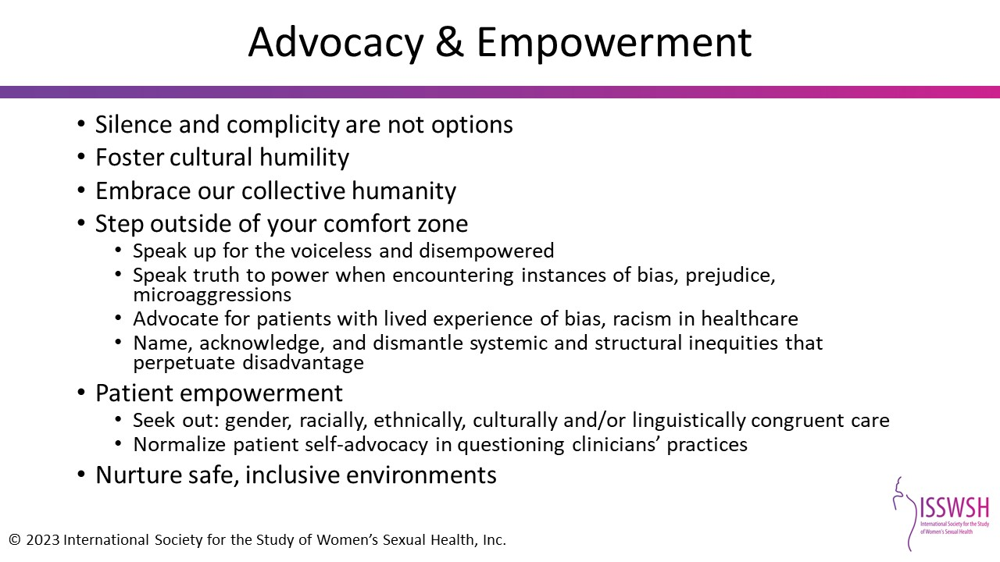 Advocacy & Empowerment
• Silence and complicity are not options
• Foster cultural humility
• Embrace our collective humanity
• Step outside of your comfort zone
• Speak up for the voiceless and disempowered
• Speak truth to power when encountering instances of bias, prejudice,
microaggressions
• Advocate for patients with lived experience of bias, racism in healthcare
• Name, acknowledge, and dismantle systemic and structural inequities that
perpetuate disadvantage
• Patient empowerment
• Seek out: gender, racially, ethnically, culturally and/or linguistically congruent care
• Normalize patient self-advocacy in questioning clinicians’ practices
• Nurture safe, inclusive environments
ISSWSH
International Society for the Study
of Women's Sexual Health
© 2023 International Society for the Study of Women’s Sexual Health, Inc.